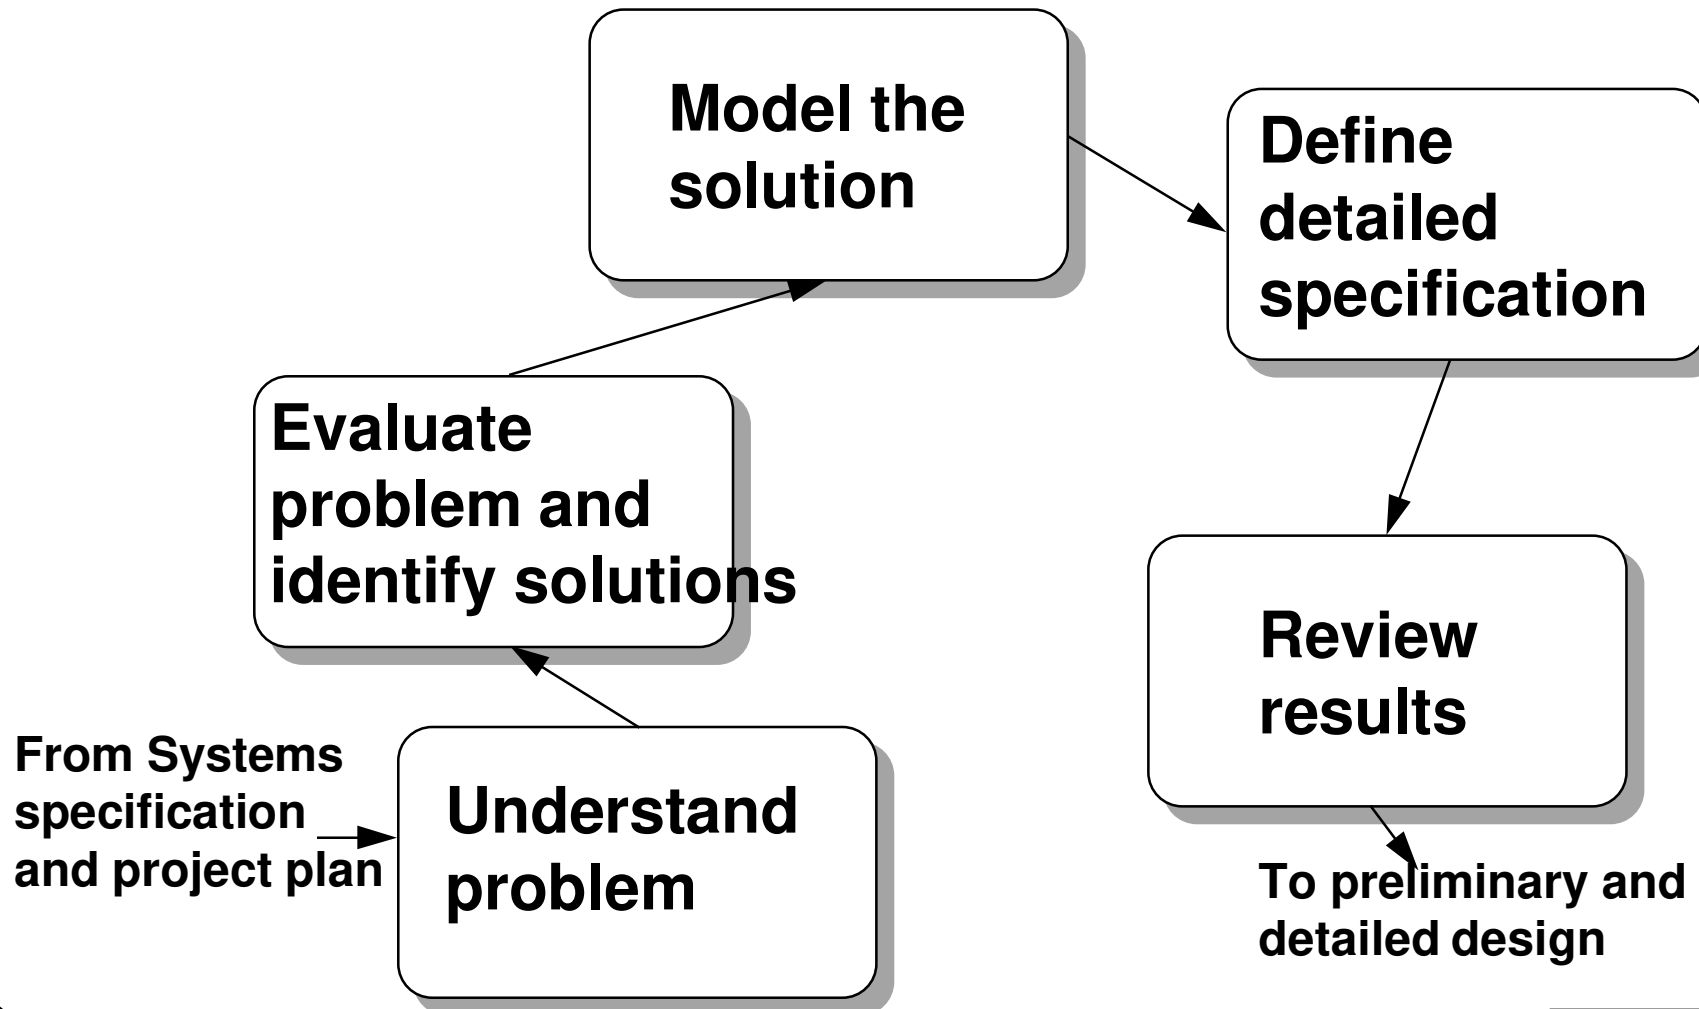 Model the
solution
Define
detailed
specification
Evaluate
problem and
identify solutions
Review
results
From Systems
specification
and project plan
Understand
problem
To preliminary and
detailed design